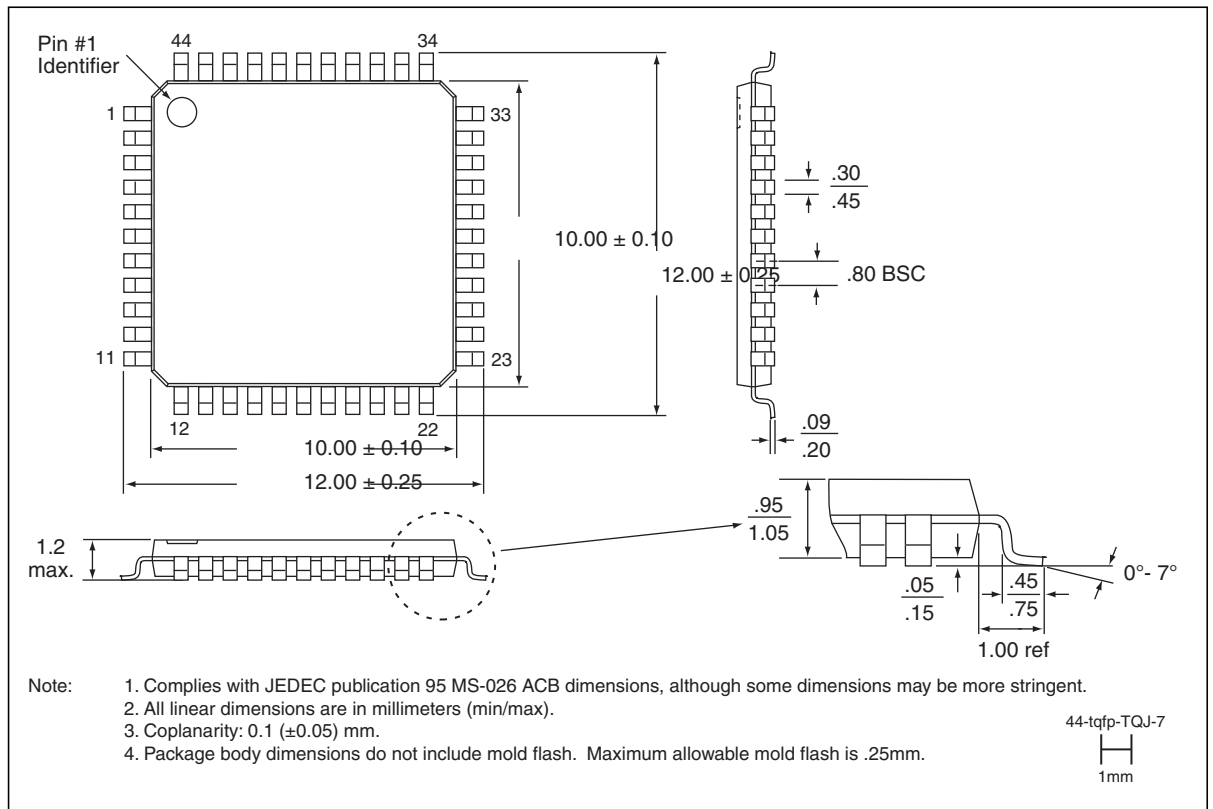 Pin #1
Identifier
44
34
1
33
.30
.45
10.00 ± 0.10
12.00 ± 0.25
.80 BSC
11
23
12
22
10.00 ± 0.10
12.00 ± 0.25
.09
.20
.95
1.05
1.2
max.
.05
.15
.45
.75
0°- 7°
1.00 ref
Note:
1. Complies with JEDEC publication 95 MS-026 ACB dimensions, although some dimensions may be more stringent.
2. All linear dimensions are in millimeters (min/max).
3. Coplanarity: 0.1 (±0.05) mm.
4. Package body dimensions do not include mold flash.  Maximum allowable mold flash is .25mm.
44-tqfp-TQJ-7
1mm